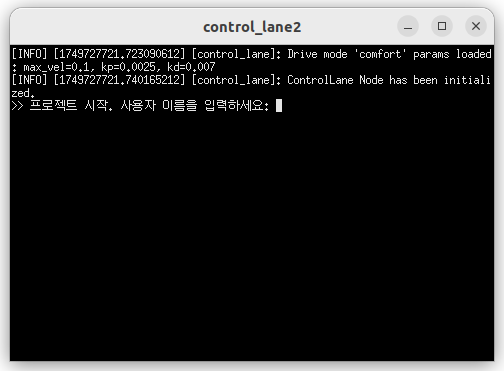 control_lane2
[INFO] [1749727721.723090612] [control_lane]: Drive mode 'comfort' params loaded
: max_vel=0.1, kp=0.0025, kd=0.007
[INFO] [1749727721.740165212] [control_lane]: ControlLane Node has been initiali
zed.
>> 프로젝트 시작. 사용자 이름을 입력하세요: